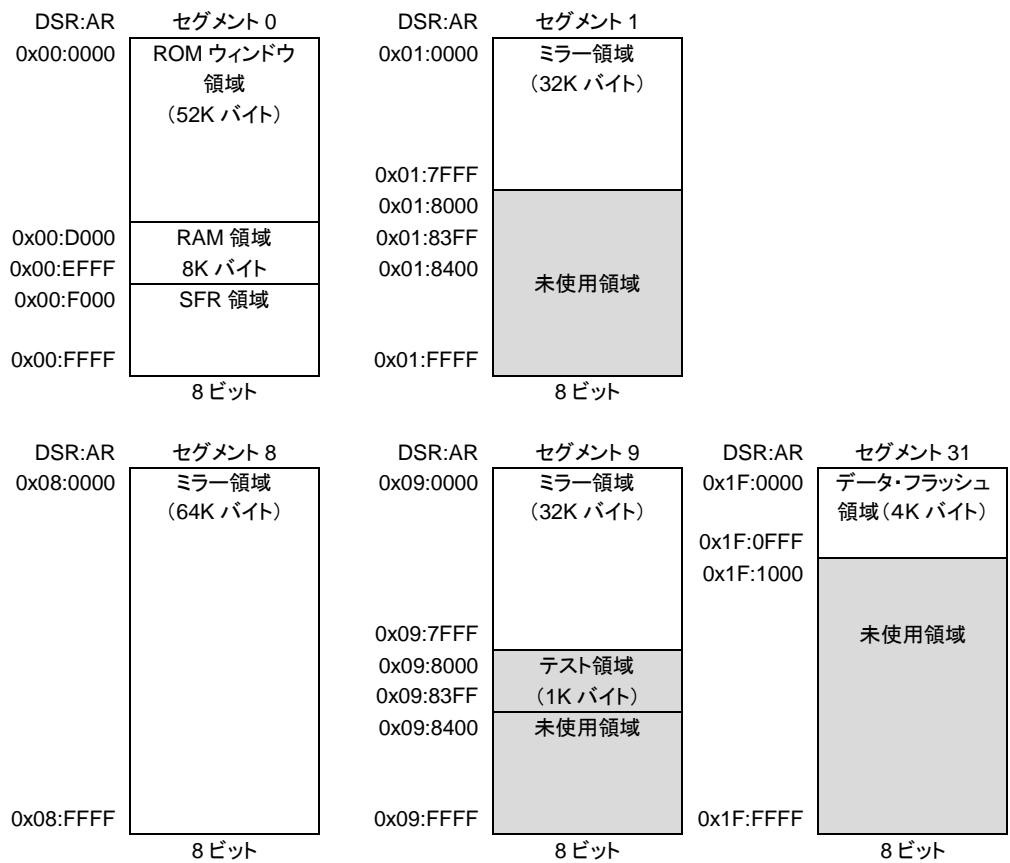 DSR:AR セグメント 0
0x00:0000 ROM ウィンドウ
領域
（52K バイト）
0x00:D000 RAM 領域
0x00:EFFF 8K バイト
0x00:F000 SFR 領域
0x00:FFFF
8 ビット
DSR:AR セグメント 1
0x01:0000 ミラー領域
（32K バイト）
0x01:7FFF
0x01:8000
0x01:83FF
0x01:8400
未使用領域
0x01:FFFF
8 ビット
DSR:AR セグメント 8
0x08:0000 ミラー領域
（64K バイト）
0x08:FFFF
8 ビット
DSR:AR セグメント 9
0x09:0000 ミラー領域
（32K バイト）
0x09:7FFF
0x09:8000 テスト領域
0x09:83FF （1K バイト）
0x09:8400 未使用領域
0x09:FFFF
8 ビット
DSR:AR セグメント 31
0x1F:0000 データ・フラッシュ
領域（4K バイト）
0x1F:0FFF
0x1F:1000
未使用領域
0x1F:FFFF
8 ビット